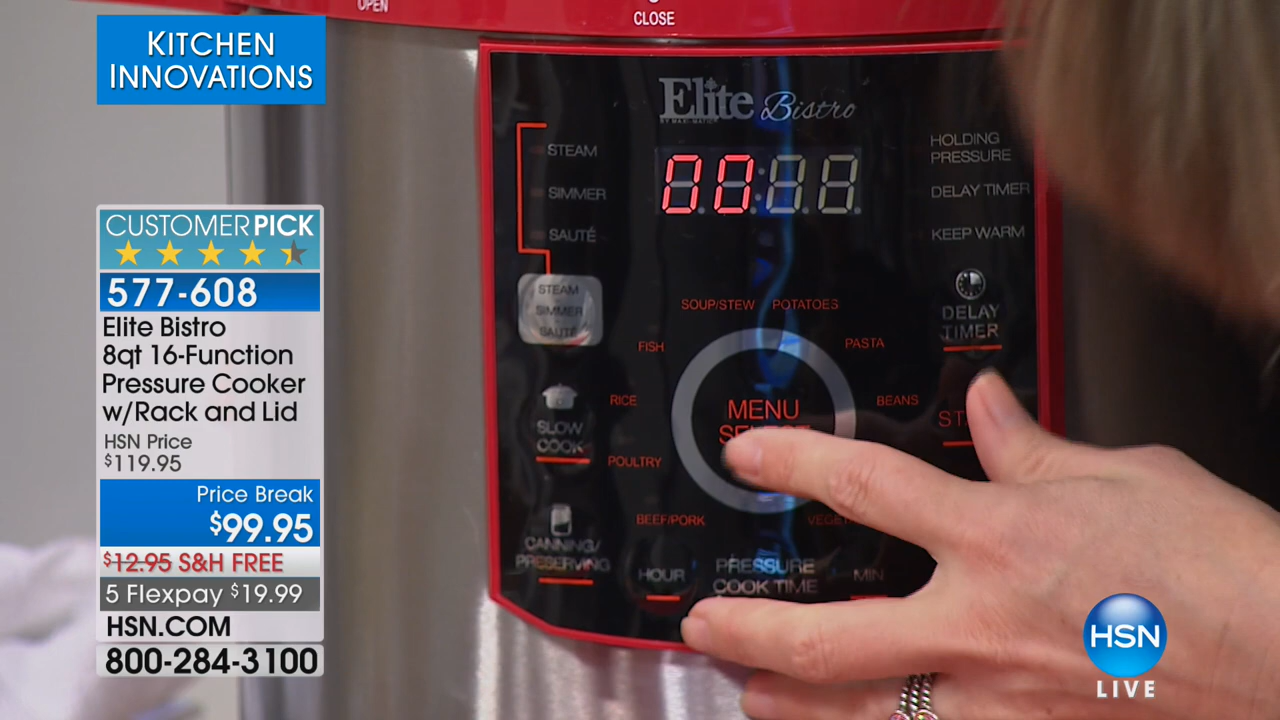 OPEN
CLOSE
KITCHEN
INNOVATIONS
CUSTOMER PICK
577-608
Elite Bistro
8qt 16-Function
Pressure Cooker
w/Rack and Lid
HSN Price
$119.95
Price Break
$99.95
$12.95 S&H FREE
5 Flexpay $19.99
HSN.COM
800-284-3100
Elite Bistro
BY MAXI-MATIC
STEAM
SIMMER
SAUTÉ
HOLDING
PRESSURE
DELAY TIMER
KEEP WARM
STEAM
SIMMER
SAUTÉ
DELAY
TIMER
SOUP/STEW
POTATOES
FISH
PASTA
RICE
BEANS
POULTRY
BEEF/PORK
MENU
SELECT
SLOW
COOK
CANNING/
PRESERVING
HOUR
PRESSURE
COOK TIME
MIN
HSN
LIVE